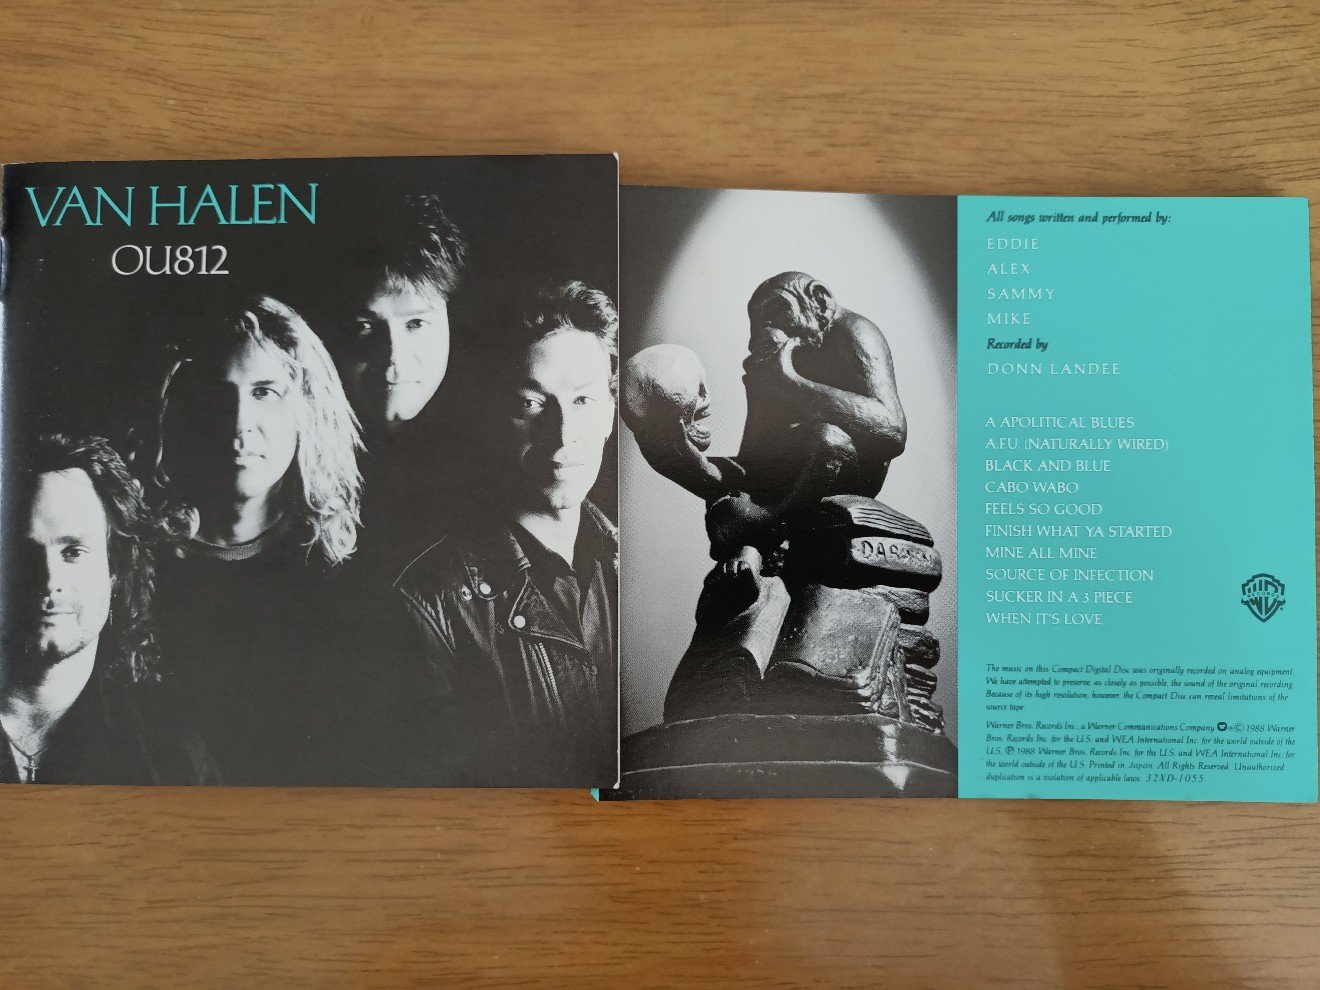 VAN HALEN
OU812
All songs written and performed by:
EDDIE
ALEX
SAMMY
MIKE
Recorded by
DONN LANDEE
A APOLITICAL BLUES
A.F.U. (NATURALLY WIRED)
BLACK AND BLUE
CABO WABO
FEELS SO GOOD
FINISH WHAT YA STARTED
MINE ALL MINE
SOURCE OF INFECTION
SUCKER IN A 3 PIECE
WHEN IT'S LOVE
The music on this Compact Digital Disc was originally recorded on analog equipment.
We have attempted to preserve, as closely as possible, the sound of the original recording.
Because of its high resolution, however, the Compact Disc can reveal limitations of the
source tape.
Warner Bros. Records Inc., a Warner Communications Company ® © 1988 Warner
Bros. Records Inc. for the U.S. and WEA International Inc. for the world outside of the
U.S. ℗ 1988 Warner Bros. Records Inc. for the U.S. and WEA International Inc. for
the world outside of the U.S. Printed in Japan. All Rights Reserved. Unauthorized
duplication is a violation of applicable laws. 32XD-1055